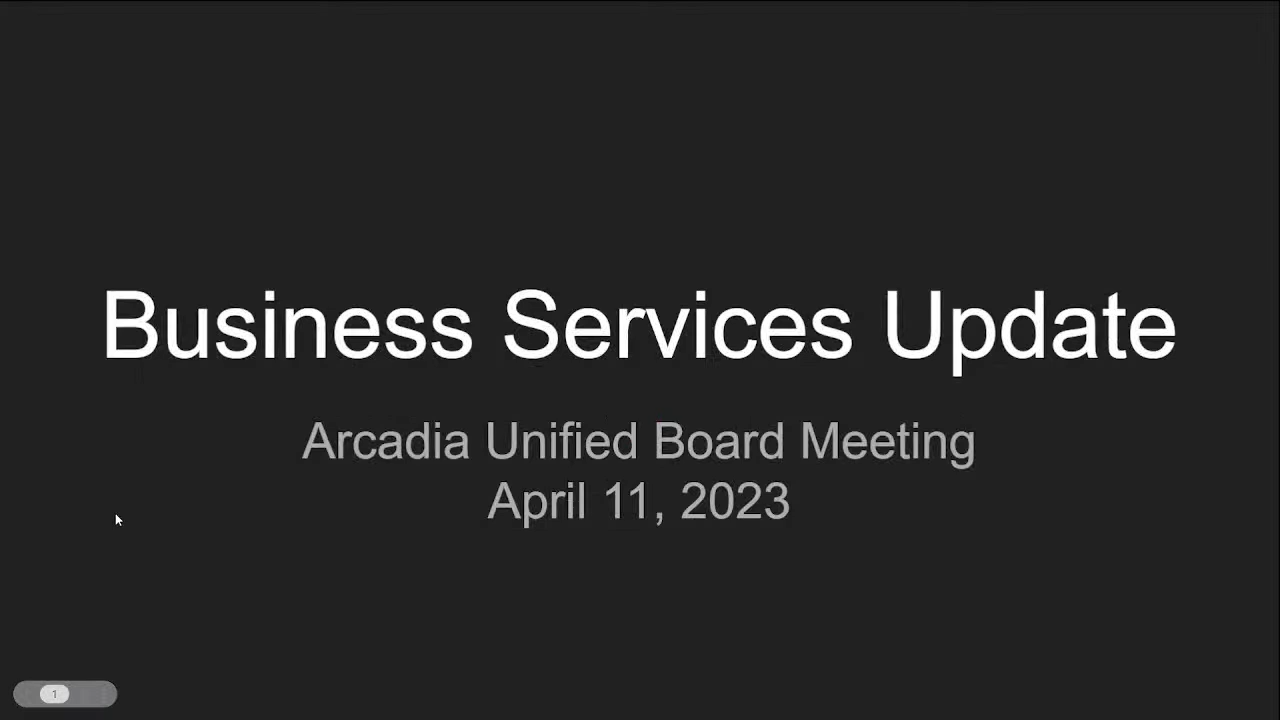 Business Services Update
Arcadia Unified Board Meeting
April 11, 2023
1